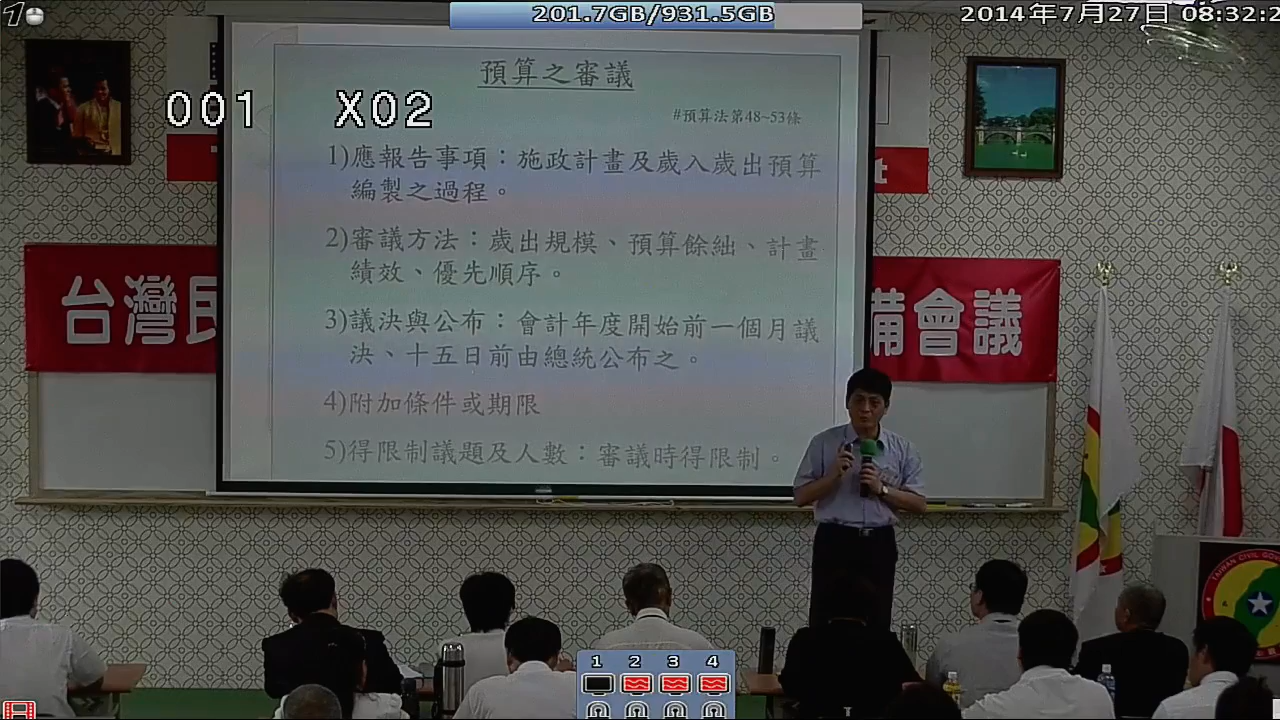 201.7GB/931.5GB
2014年7月27日 08:32:2
001 X02
預算之審議
#預算法第48~53條
1)應報告事項：施政計畫及歲入歲出預算
編製之過程。
2)審議方法：歲出規模、預算餘絀、計畫
績效、優先順序。
3)議決與公布：會計年度開始前一個月議
決、十五日前由總統公布之。
4)附加條件或期限
5)得限制議題及人數：審議時得限制。
t
台灣民
備會議
TAIWAN CIVIL GOV
1 2 3 4